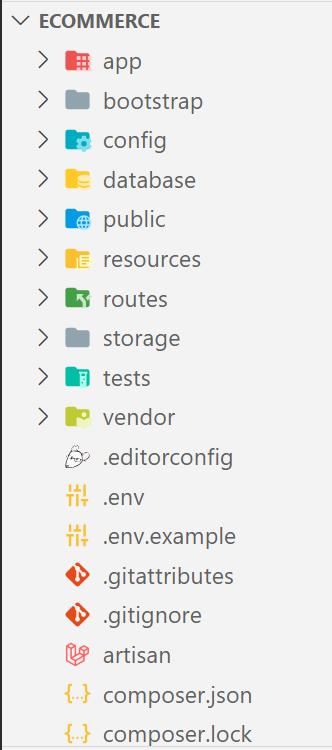 ECOMMERCE
app
bootstrap
config
database
public
resources
routes
storage
tests
vendor
.editorconfig
.env
.env.example
.gitattributes
.gitignore
artisan
composer.json
composer.lock